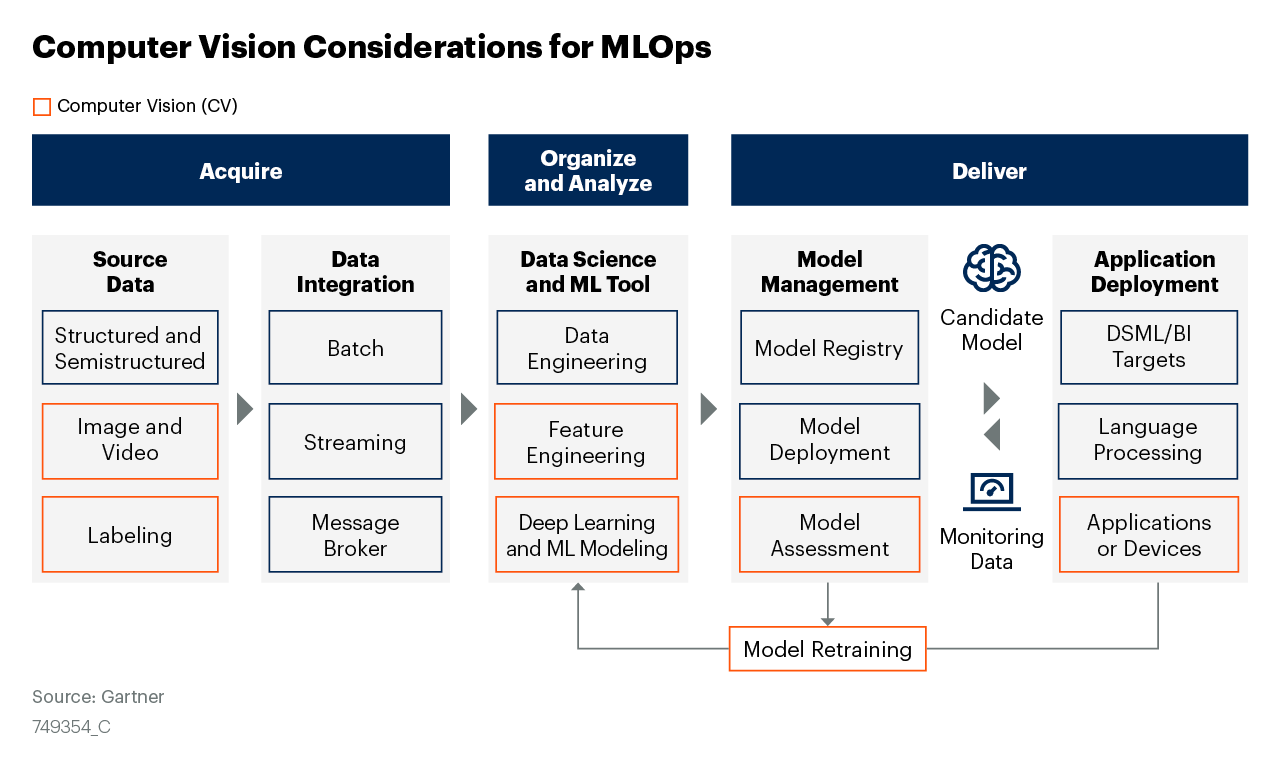 Computer Vision Considerations for MLOps
Computer Vision (CV)
Acquire
Organize
and Analyze
Deliver
Source
Data
Structured and
Semistructured
Image and
Video
Labeling
Data
Integration
Batch
Streaming
Message
Broker
Data Science
and ML Tool
Data
Engineering
Feature
Engineering
Deep Learning
and ML Modeling
Model
Management
Model Registry
Model
Deployment
Model
Assessment
Candidate
Model
Monitoring
Data
Application
Deployment
DSML/BI
Targets
Language
Processing
Applications
or Devices
Model Retraining
Source: Gartner
749354_C